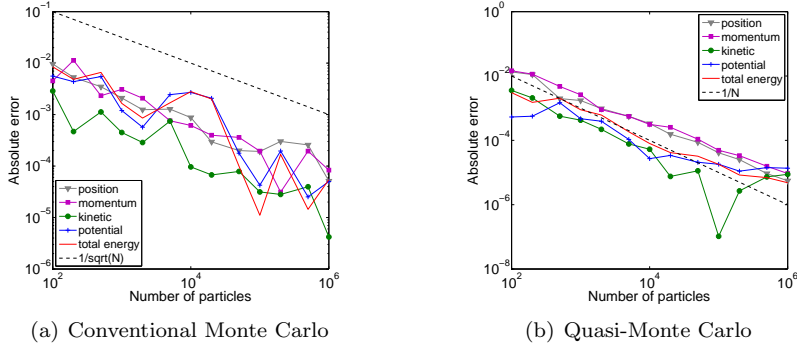 10^-1
10^-2
10^-3
10^-4
10^-5
10^-6
Absolute error
position
momentum
kinetic
potential
total energy
1/sqrt(N)
10^2
10^4
10^6
Number of particles
(a) Conventional Monte Carlo
10^0
10^-2
10^-4
10^-6
10^-8
Absolute error
position
momentum
kinetic
potential
total energy
1/N
10^2
10^4
10^6
Number of particles
(b) Quasi-Monte Carlo